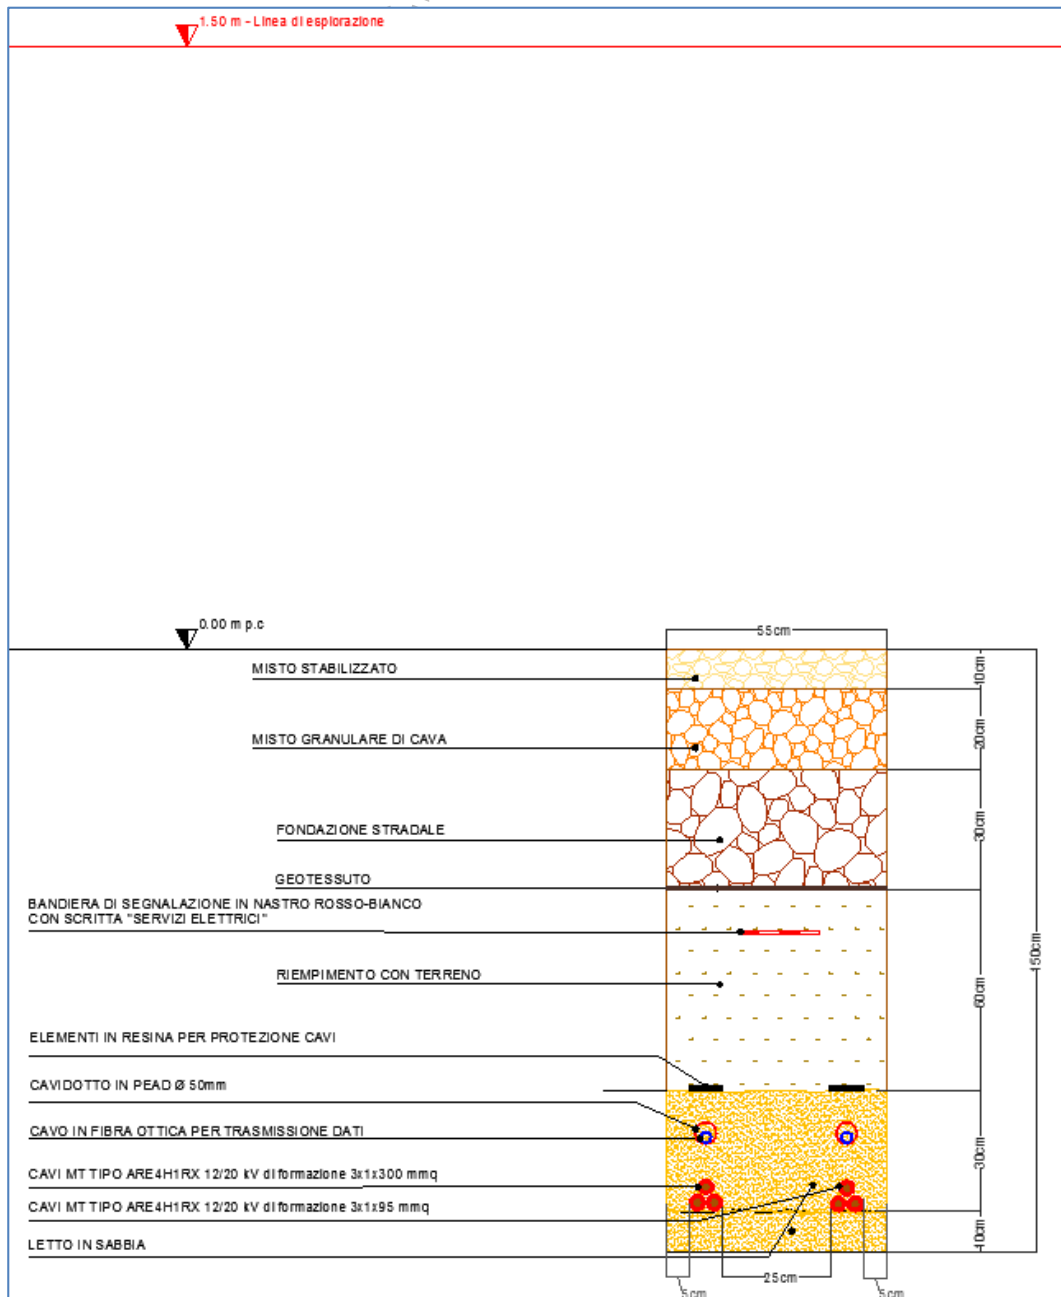 1.50 m - Linea di esplorazione
0.00 m p.c
55cm
MISTO STABILIZZATO
10cm
MISTO GRANULARE DI CAVA
20cm
FONDAZIONE STRADALE
30cm
GEOTESSUTO
BANDIERA DI SEGNALAZIONE IN NASTRO ROSSO-BIANCO
CON SCRITTA "SERVIZI ELETTRICI"
RIEMPIMENTO CON TERRENO
50cm
150cm
ELEMENTI IN RESINA PER PROTEZIONE CAVI
CAVIDOTTO IN PEAD Ø 50mm
CAVO IN FIBRA OTTICA PER TRASMISSIONE DATI
30cm
CAVI MT TIPO ARE4H1RX 12/20 kV di formazione 3x1x300 mmq
CAVI MT TIPO ARE4H1RX 12/20 kV di formazione 3x1x95 mmq
LETTO IN SABBIA
10cm
25cm
5cm
5cm